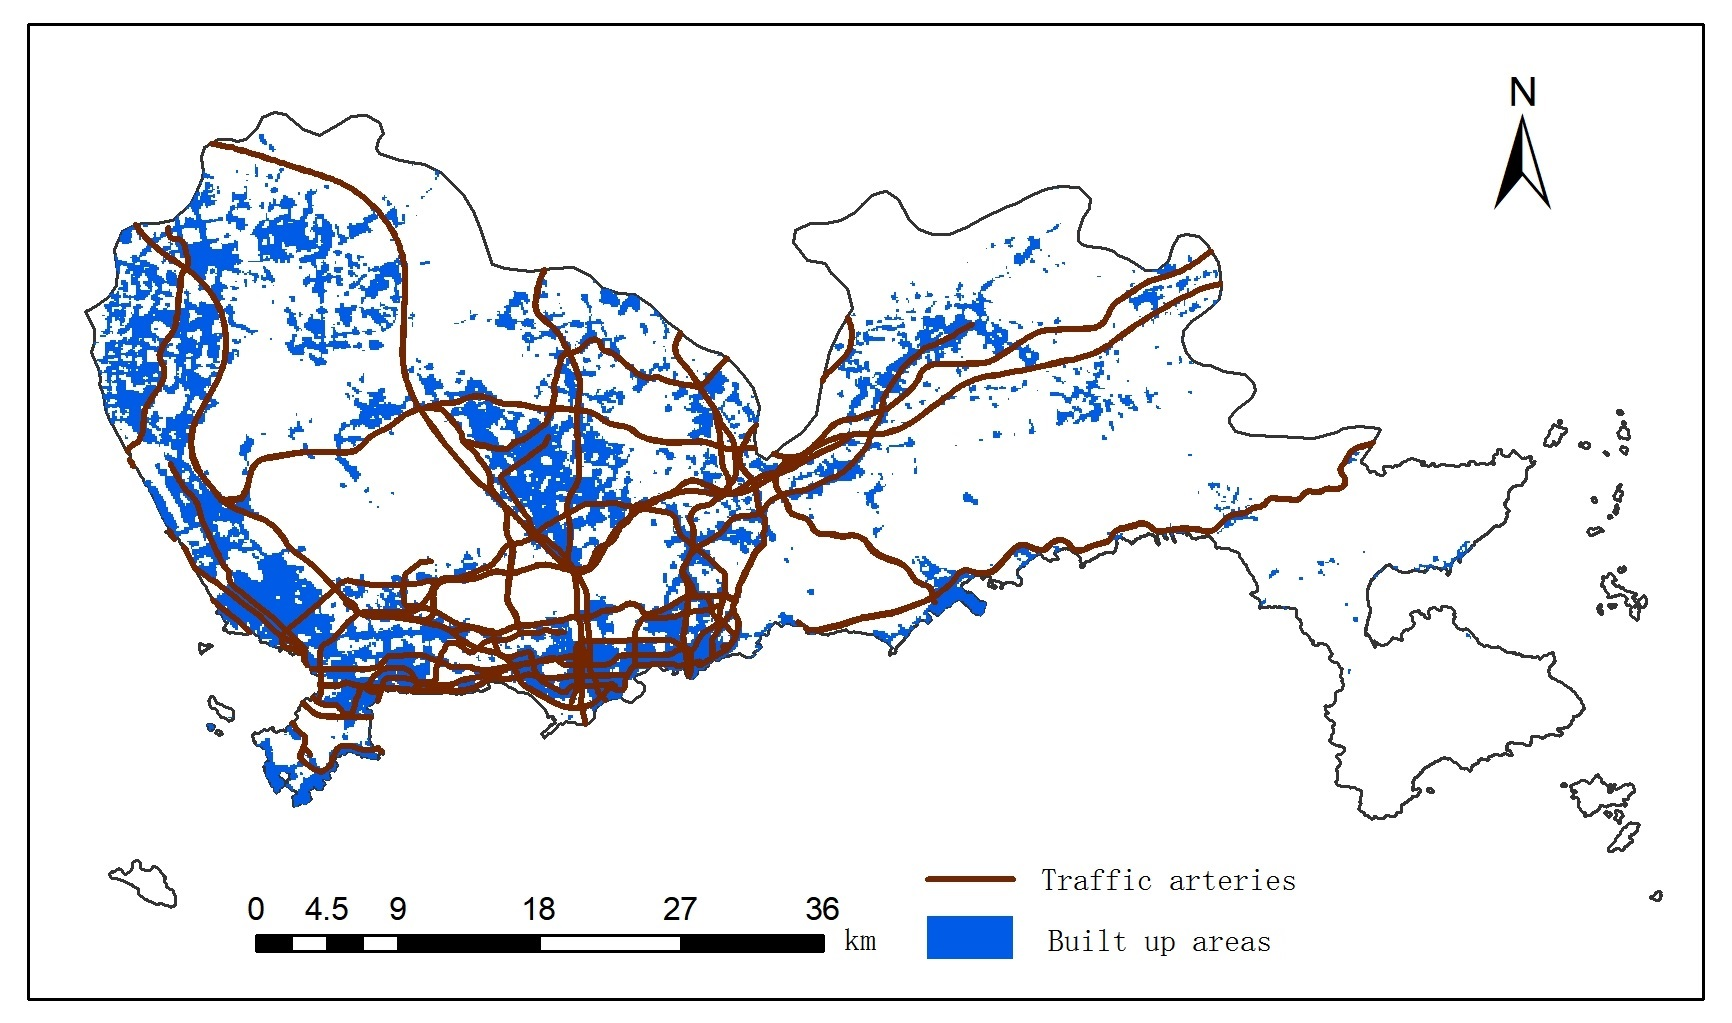 N
Traffic arteries
0 4.5 9 18 27 36
km
Built up areas